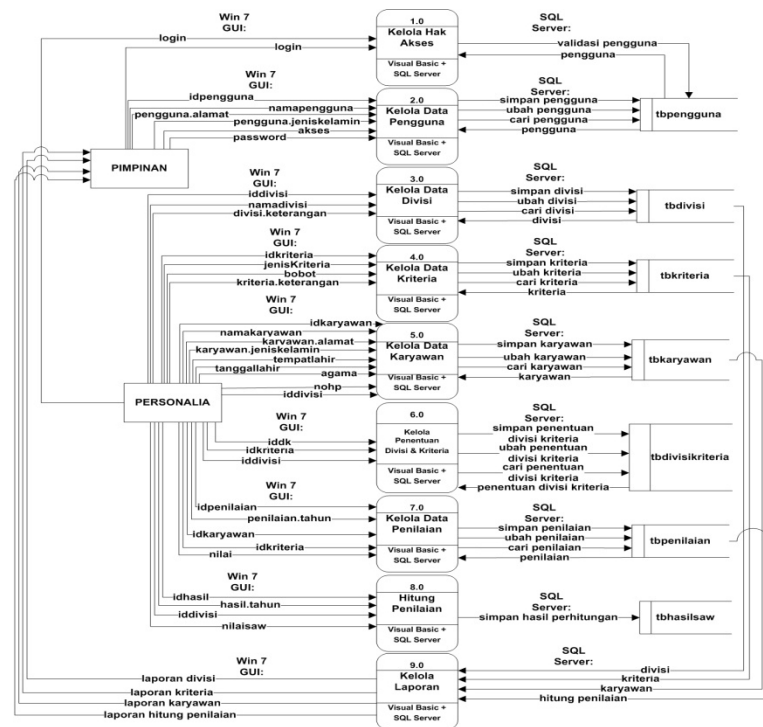 Win 7
GUI:
login
login
1.0
Kelola Hak
Akses
Visual Basic +
SQL Server
SQL
Server:
validasi pengguna
pengguna
Win 7
GUI:
idpengguna
namapengguna
pengguna.alamat
pengguna.jeniskelamin
akses
password
2.0
Kelola Data
Pengguna
Visual Basic +
SQL Server
SQL
Server:
simpan pengguna
ubah pengguna
cari pengguna
pengguna
tbpengguna
PIMPINAN
Win 7
GUI:
iddivisi
namadivisi
divisi.keterangan
3.0
Kelola Data
Divisi
Visual Basic +
SQL Server
SQL
Server:
simpan divisi
ubah divisi
cari divisi
divisi
tbdivisi
Win 7
GUI:
idkriteria
jenisKriteria
bobot
kriteria.keterangan
4.0
Kelola Data
Kriteria
Visual Basic +
SQL Server
SQL
Server:
simpan kriteria
ubah kriteria
cari kriteria
kriteria
tbkriteria
Win 7
GUI:
idkaryawan
namakaryawan
karyawan.alamat
karyawan.jeniskelamin
tempatlahir
tanggallahir
agama
nohp
iddivisi
5.0
Kelola Data
Karyawan
Visual Basic +
SQL Server
SQL
Server:
simpan karyawan
ubah karyawan
cari karyawan
karyawan
tbkaryawan
PERSONALIA
Win 7
GUI:
iddk
idkriteria
iddivisi
6.0
Kelola
Penentuan
Divisi & Kriteria
Visual Basic +
SQL Server
SQL
Server:
simpan penentuan
divisi kriteria
ubah penentuan
divisi kriteria
cari penentuan
divisi kriteria
penentuan divisi kriteria
tbdivisikriteria
Win 7
GUI:
idpenilaian
penilaian.tahun
idkaryawan
idkriteria
nilai
7.0
Kelola Data
Penilaian
Visual Basic +
SQL Server
SQL
Server:
simpan penilaian
ubah penilaian
cari penilaian
penilaian
tbpenilaian
Win 7
GUI:
idhasil
hasil.tahun
iddivisi
nilaisaw
8.0
Hitung
Penilaian
Visual Basic +
SQL Server
SQL
Server:
simpan hasil perhitungan
tbhasilsaw
Win 7
GUI:
laporan divisi
laporan kriteria
laporan karyawan
laporan hitung penilaian
9.0
Kelola
Laporan
Visual Basic +
SQL Server
SQL
Server:
divisi
kriteria
karyawan
hitung penilaian